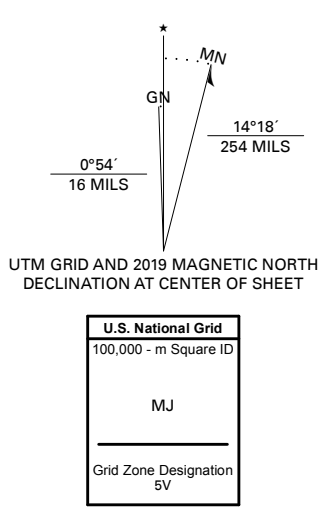 ★
MN
GN
14°18´
254 MILS
0°54´
16 MILS
UTM GRID AND 2019 MAGNETIC NORTH
DECLINATION AT CENTER OF SHEET
U.S. National Grid
100,000 - m Square ID
MJ
Grid Zone Designation
5V